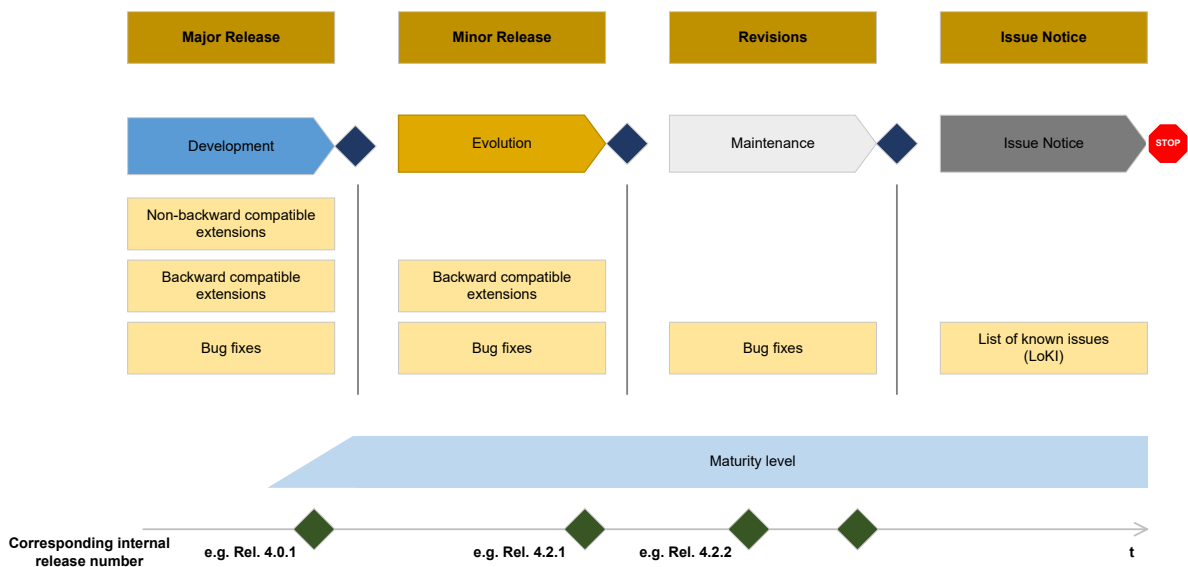 Major Release
Minor Release
Revisions
Issue Notice
Development
Evolution
Maintenance
Issue Notice
STOP
Non-backward compatible
extensions
Backward compatible
extensions
Backward compatible
extensions
Bug fixes
Bug fixes
Bug fixes
List of known issues
(LoKI)
Maturity level
Corresponding internal
release number
e.g. Rel. 4.0.1
e.g. Rel. 4.2.1
e.g. Rel. 4.2.2
t